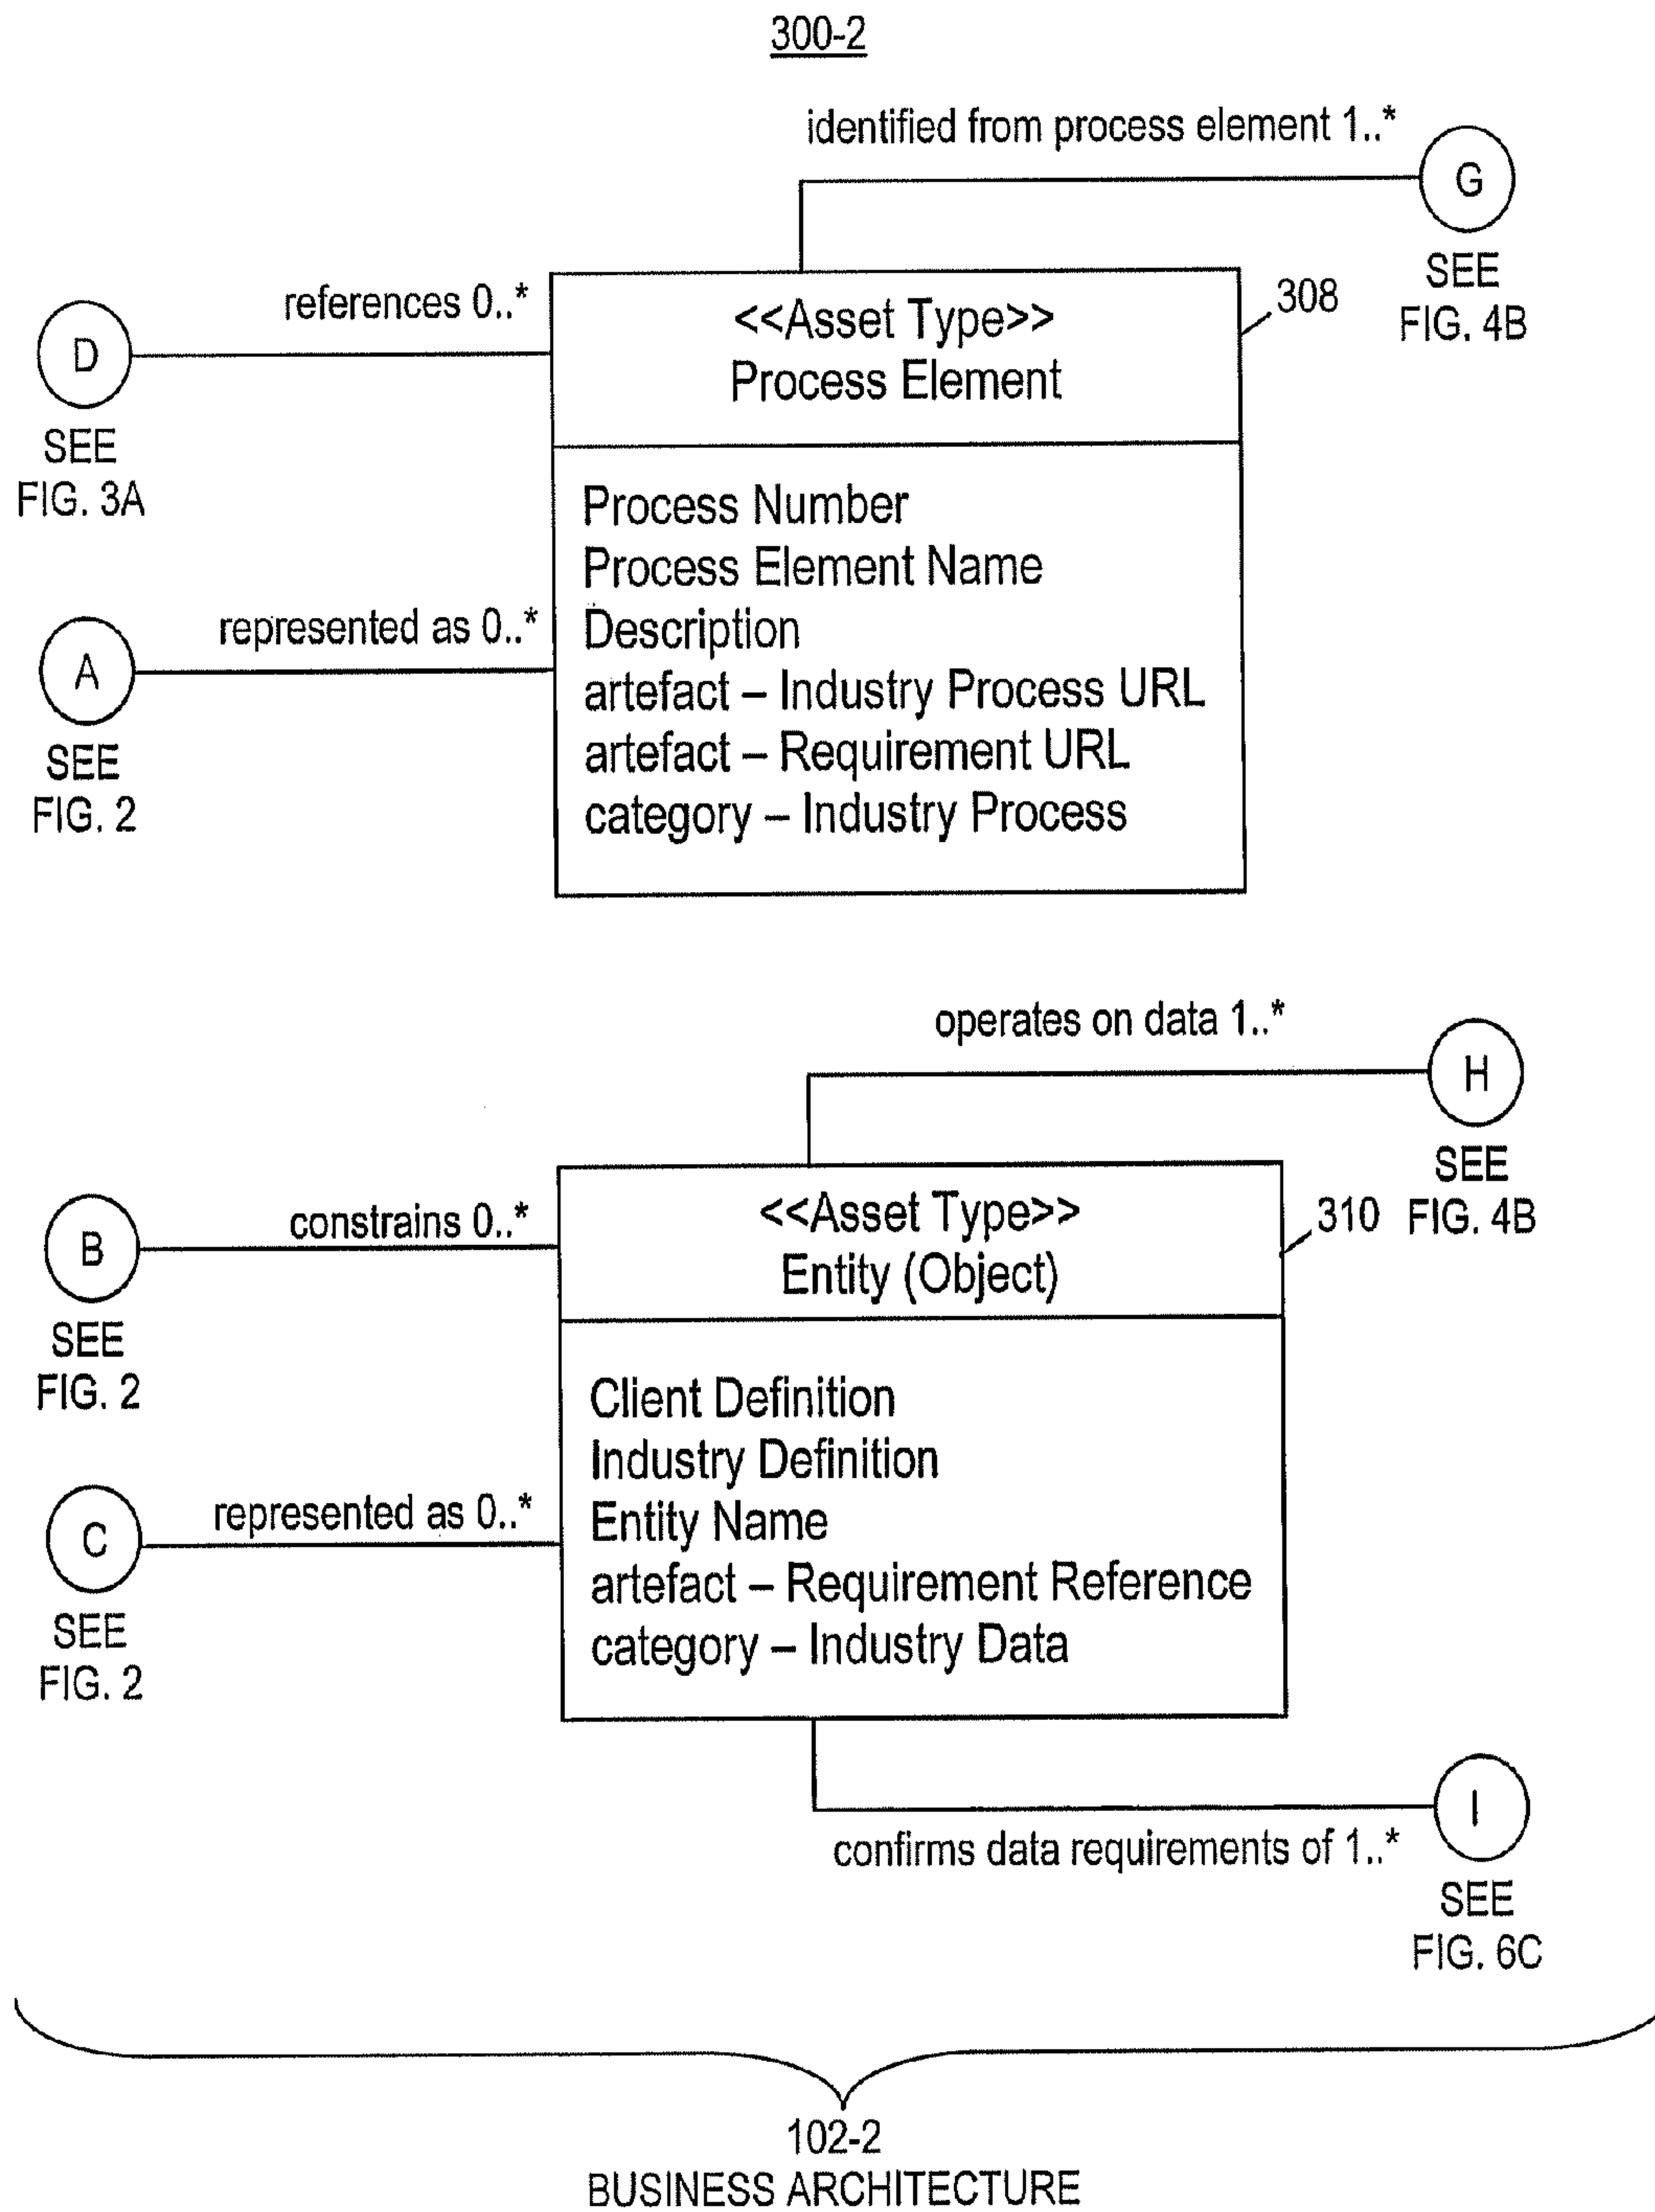 300-2
identified from process element 1..*
G
SEE
FIG. 4B
308
references 0..*
D
SEE
FIG. 3A
<<Asset Type>>
Process Element
Process Number
Process Element Name
Description
artefact – Industry Process URL
artefact – Requirement URL
category – Industry Process
represented as 0..*
A
SEE
FIG. 2
operates on data 1..*
H
SEE
FIG. 4B
310
constrains 0..*
B
SEE
FIG. 2
<<Asset Type>>
Entity (Object)
Client Definition
Industry Definition
Entity Name
artefact – Requirement Reference
category – Industry Data
represented as 0..*
C
SEE
FIG. 2
confirms data requirements of 1..*
I
SEE
FIG. 6C
102-2
BUSINESS ARCHITECTURE